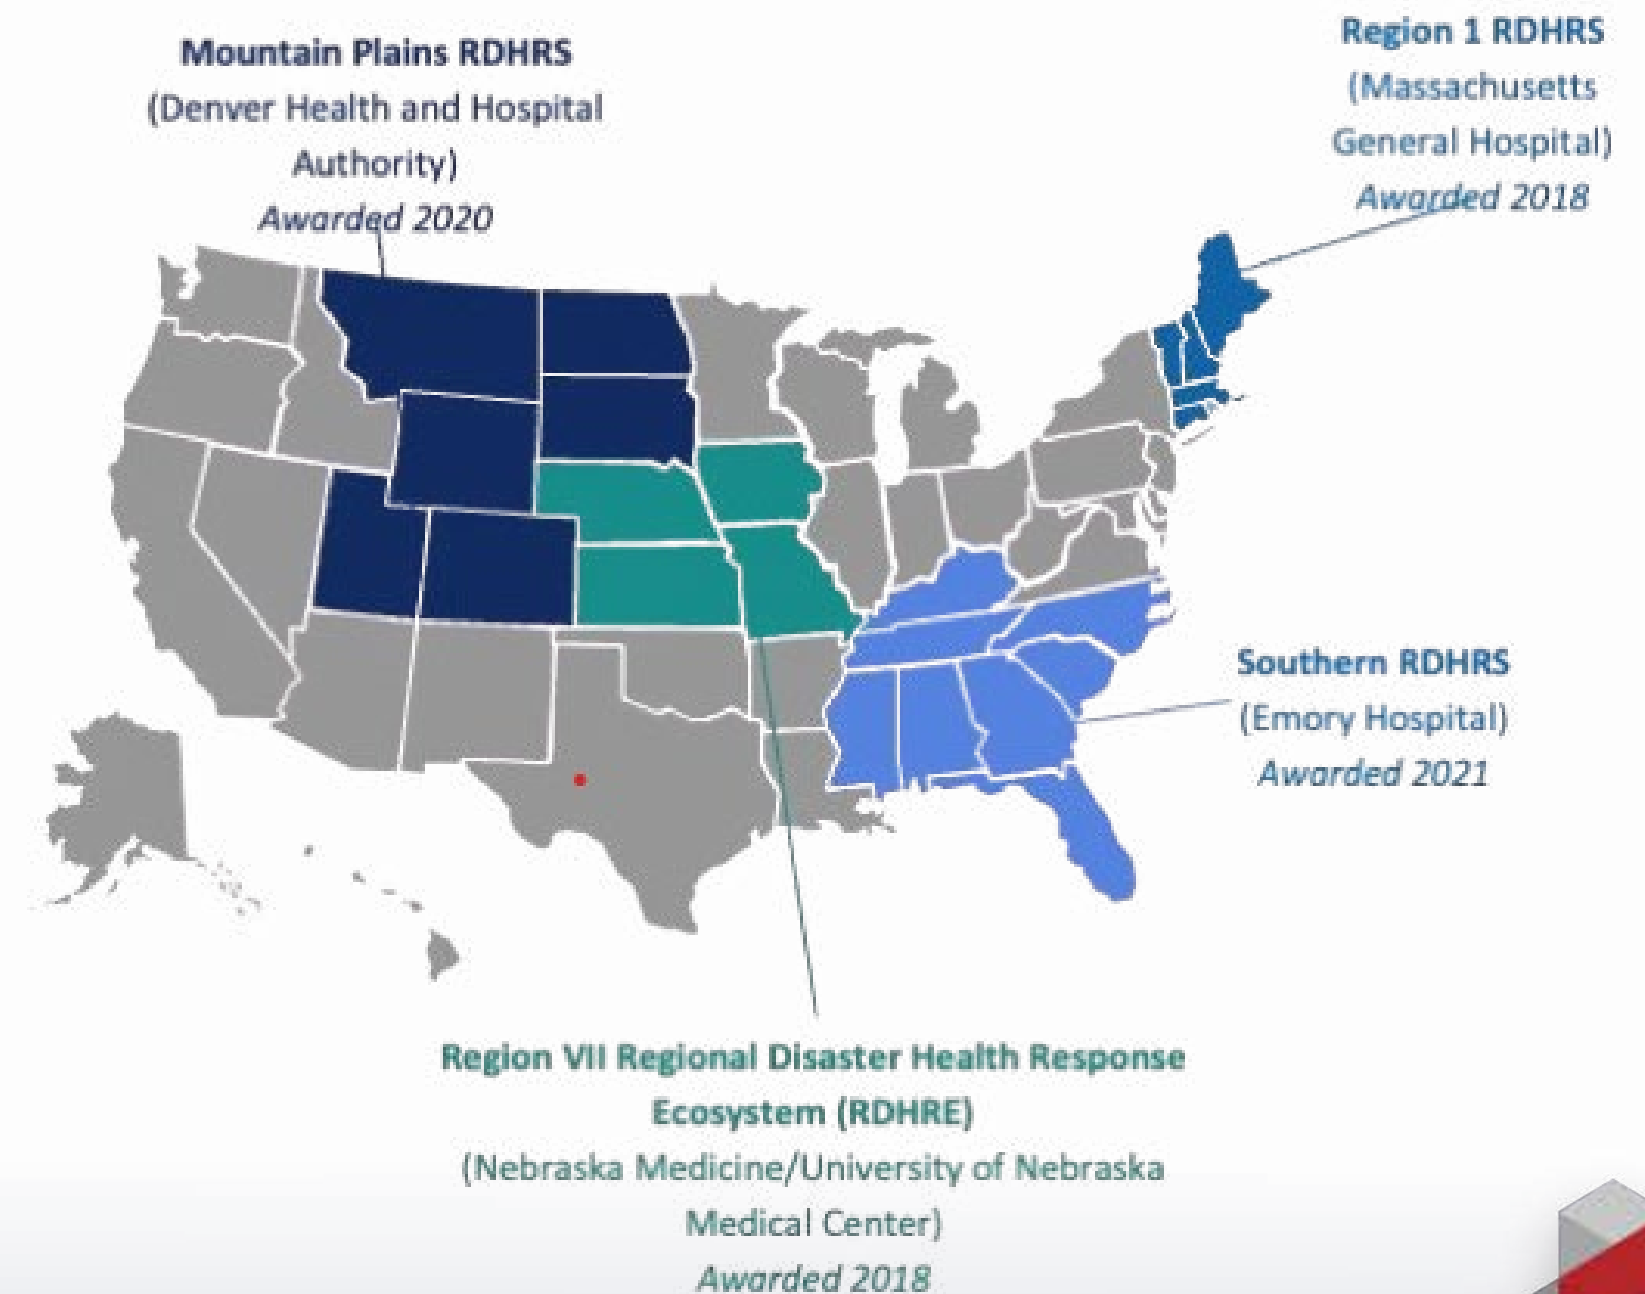 Mountain Plains RDHRS
(Denver Health and Hospital
Authority)
Awarded 2020
Region 1 RDHRS
(Massachusetts
General Hospital)
Awarded 2018
Southern RDHRS
(Emory Hospital)
Awarded 2021
Region VII Regional Disaster Health Response
Ecosystem (RDHRE)
(Nebraska Medicine/University of Nebraska
Medical Center)
Awarded 2018